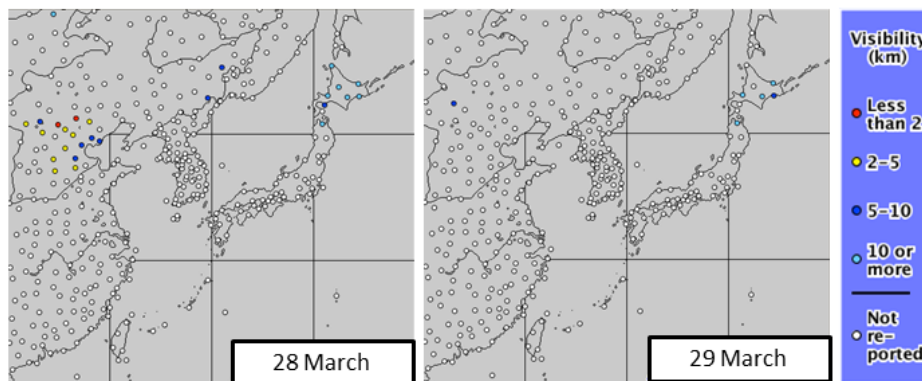 28 March
29 March
Visibility
(km)
Less
than 2
2–5
5–10
10 or
more
Not
re-
ported